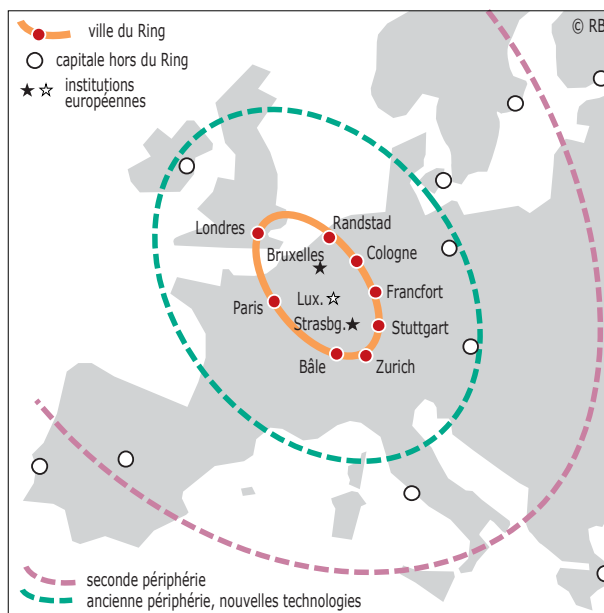 ville du Ring
© RB
capitale hors du Ring
institutions
européennes
Londres
Randstad
Bruxelles
Cologne
Lux.
Francfort
Paris
Strasbg.
Stuttgart
Bâle
Zurich
seconde périphérie
ancienne périphérie, nouvelles technologies